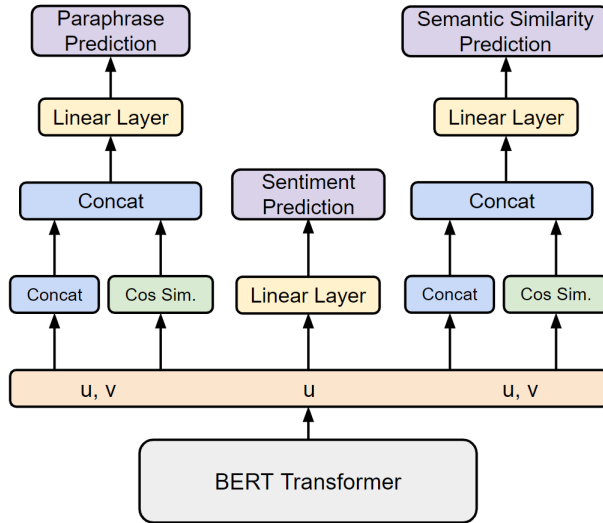 Paraphrase
Prediction
Semantic Similarity
Prediction
Linear Layer
Linear Layer
Concat
Sentiment
Prediction
Concat
Concat
Cos Sim.
Linear Layer
Concat
Cos Sim.
u, v
u
u, v
BERT Transformer